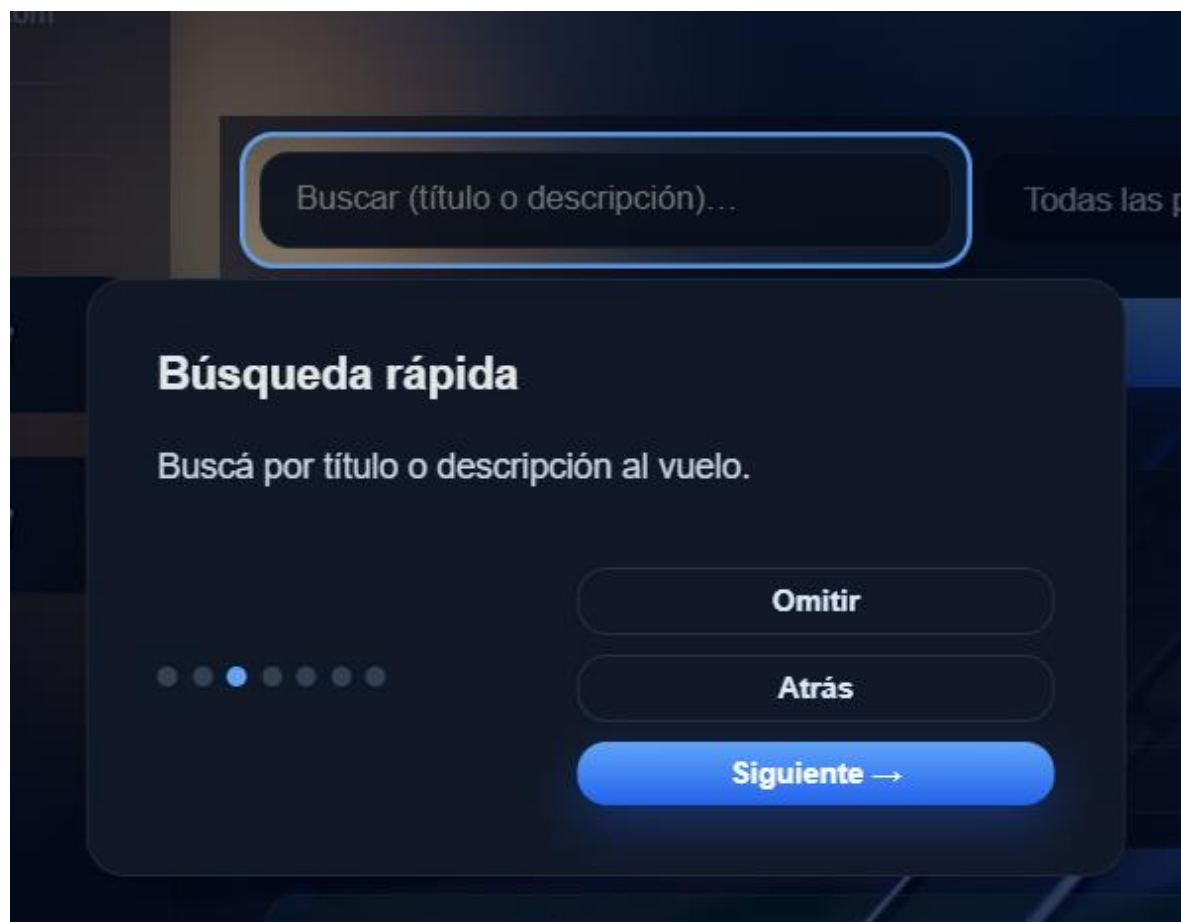 Buscar (título o descripción)…
Todas las
Búsqueda rápida
Buscá por título o descripción al vuelo.
Omitir
Atrás
Siguiente →